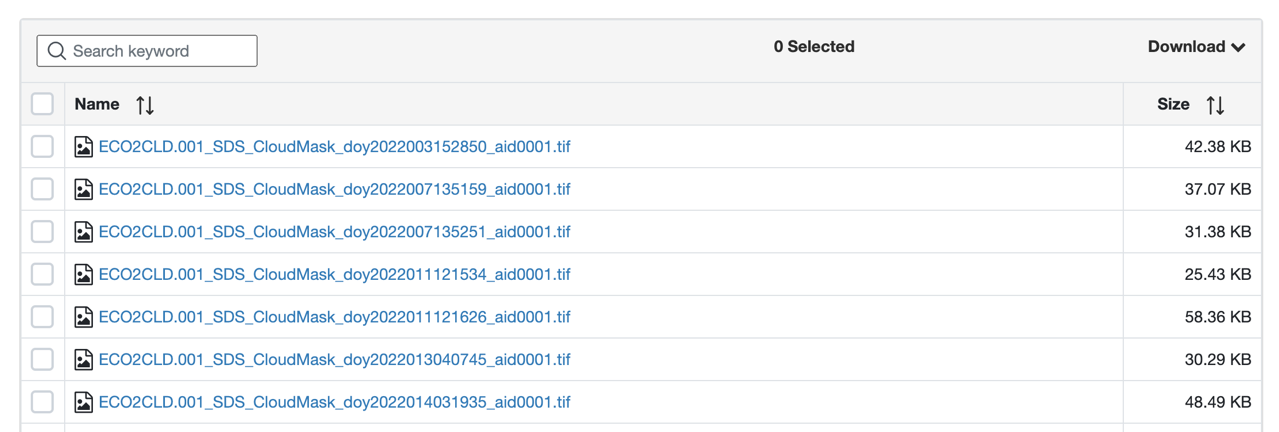 Search keyword 0 Selected Download
Name Size
ECO2CLD.001_SDS_CloudMask_doy2022003152850_aid0001.tif 42.38 KB
ECO2CLD.001_SDS_CloudMask_doy2022007135159_aid0001.tif 37.07 KB
ECO2CLD.001_SDS_CloudMask_doy2022007135251_aid0001.tif 31.38 KB
ECO2CLD.001_SDS_CloudMask_doy2022011121534_aid0001.tif 25.43 KB
ECO2CLD.001_SDS_CloudMask_doy2022011121626_aid0001.tif 58.36 KB
ECO2CLD.001_SDS_CloudMask_doy2022013040745_aid0001.tif 30.29 KB
ECO2CLD.001_SDS_CloudMask_doy2022014031935_aid0001.tif 48.49 KB